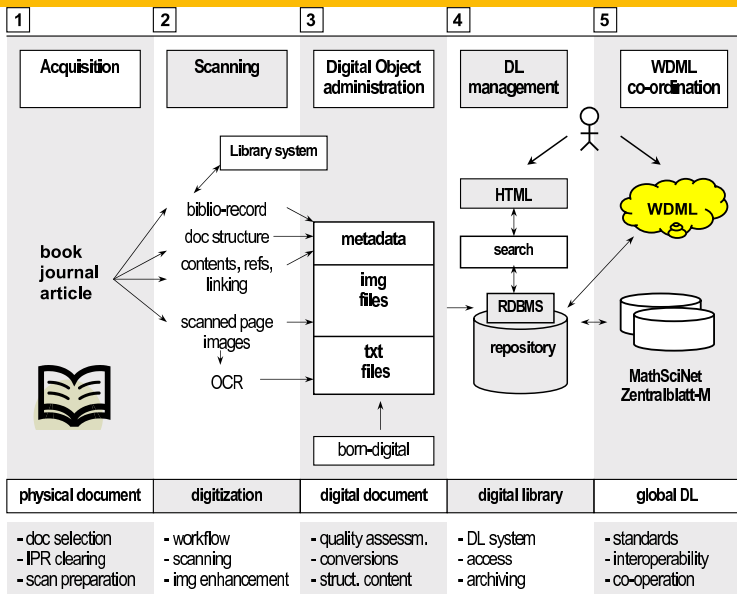 1
2
3
4
5
Acquisition
Scanning
Digital Object
administration
DL
management
WDML
co-ordination
Library system
biblio-record
doc structure
contents, refs,
linking
scanned page
images
OCR
book
journal
article
metadata
img
files
txt
files
born-digital
HTML
search
RDBMS
repository
WDML
MathSciNet
Zentralblatt-M
physical document
digitization
digital document
digital library
global DL
- doc selection
- IPR clearing
- scan preparation
- workflow
- scanning
- img enhancement
- quality assessm.
- conversions
- struct. content
- DL system
- access
- archiving
- standards
- interoperability
- co-operation